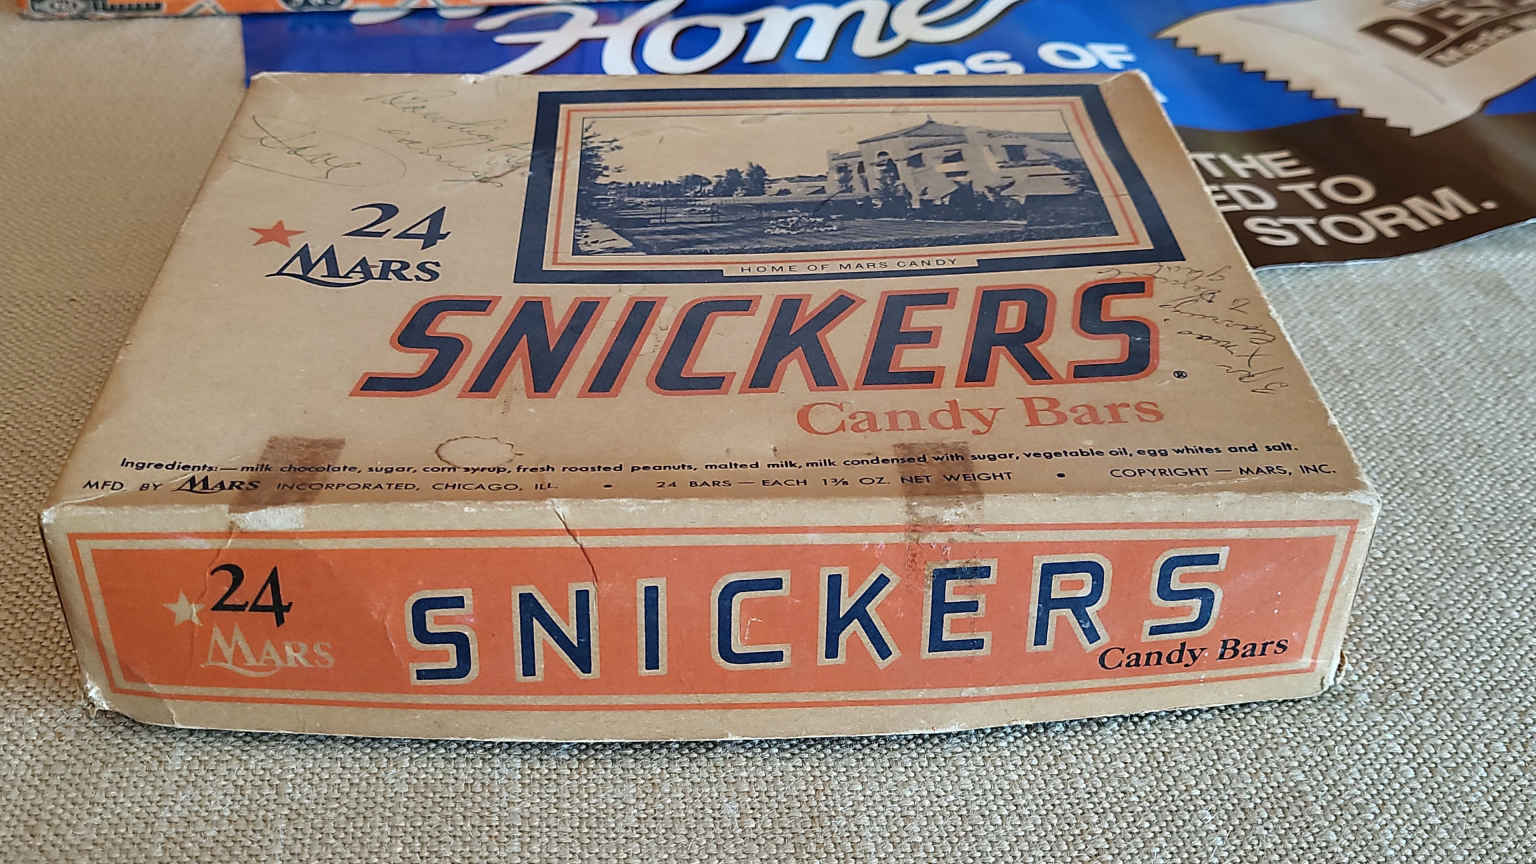 Home
OF
DES
THE
ED TO
STORM.
24
MARS
HOME OF MARS CANDY
SNICKERS®
Candy Bars
Ingredients:—milk chocolate, sugar, corn syrup, fresh roasted peanuts, malted milk, milk condensed with sugar, vegetable oil, egg whites and salt.
MFD BY MARS INCORPORATED, CHICAGO, ILL. • 24 BARS — EACH 1⅜ OZ. NET WEIGHT • COPYRIGHT — MARS, INC.
24
MARS
SNICKERS
Candy Bars